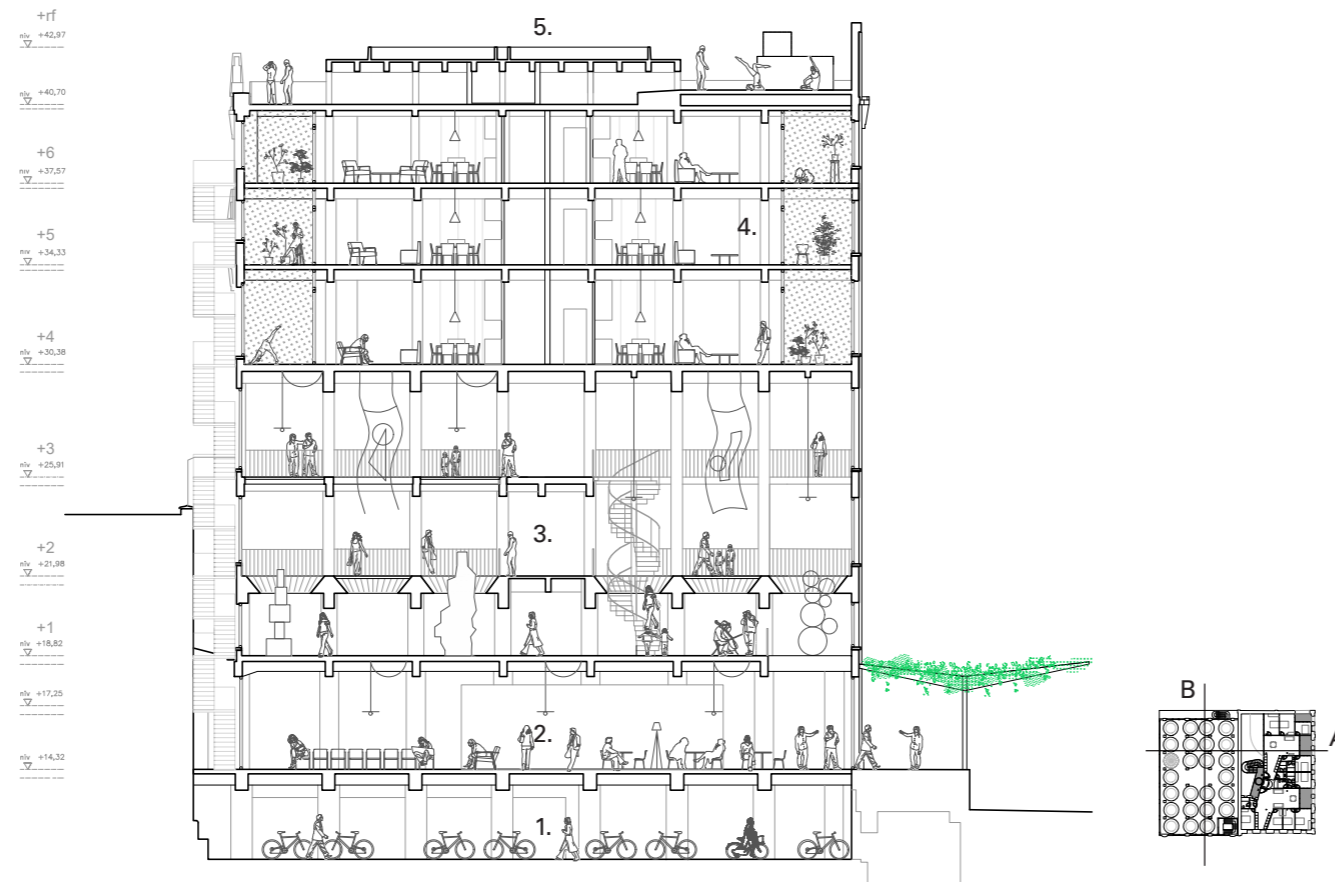 +rf
niv +42,97
niv +40,70
+6
niv +37,57
+5
niv +34,33
+4
niv +30,38
+3
niv +25,91
+2
niv +21,98
+1
niv +18,82
niv +17,25
niv +14,32
5.
4.
3.
2.
1.
B
A